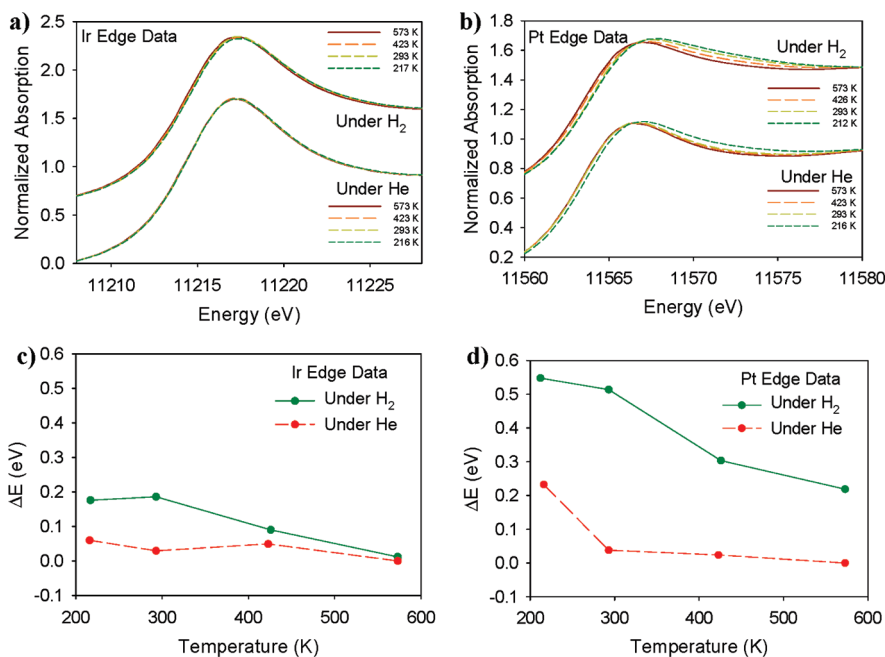 a)
Ir Edge Data
573 K
423 K
293 K
217 K
Under H2
Under He
573 K
423 K
293 K
216 K
Normalized Absorption
2.5
2.0
1.5
1.0
0.5
0.0
11210
11215
11220
11225
Energy (eV)
b)
Pt Edge Data
Under H2
573 K
426 K
293 K
212 K
Under He
573 K
423 K
293 K
216 K
Normalized Absorption
1.8
1.6
1.4
1.2
1.0
0.8
0.6
0.4
0.2
11560
11565
11570
11575
11580
Energy (eV)
c)
Ir Edge Data
Under H2
Under He
ΔE (eV)
0.6
0.5
0.4
0.3
0.2
0.1
0.0
-0.1
200
300
400
500
600
Temperature (K)
d)
Pt Edge Data
Under H2
Under He
ΔE (eV)
0.6
0.5
0.4
0.3
0.2
0.1
0.0
-0.1
200
300
400
500
600
Temperature (K)